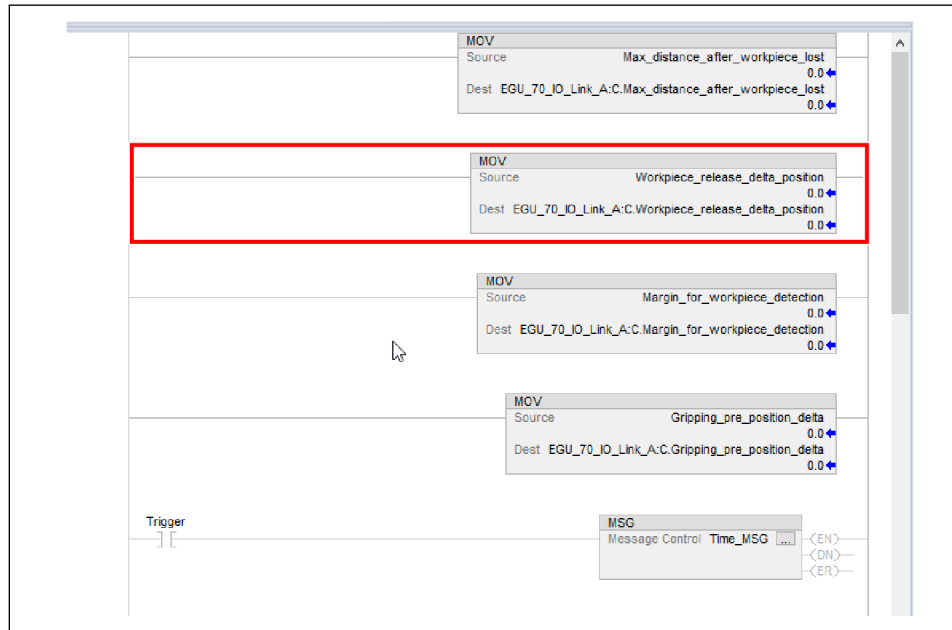 MOV
Source Max_distance_after_workpiece_lost
0.0
Dest EGU_70_IO_Link_A:C.Max_distance_after_workpiece_lost
0.0
MOV
Source Workpiece_release_delta_position
0.0
Dest EGU_70_IO_Link_A:C.Workpiece_release_delta_position
0.0
MOV
Source Margin_for_workpiece_detection
0.0
Dest EGU_70_IO_Link_A:C.Margin_for_workpiece_detection
0.0
MOV
Source Gripping_pre_position_delta
0.0
Dest EGU_70_IO_Link_A:C.Gripping_pre_position_delta
0.0
Trigger
MSG
Message Control Time_MSG ... (EN)
(DN)
(ER)